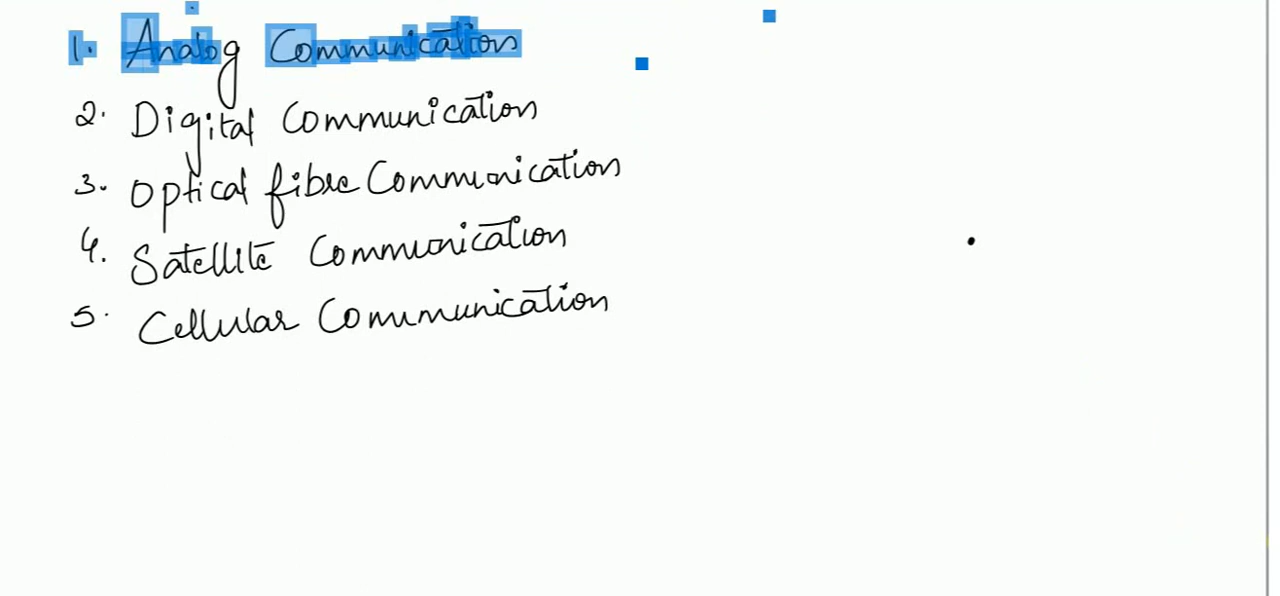 1. Analog Communication
2. Digital Communication
3. Optical fibre Communication
4. Satellite Communication
5. Cellular Communication